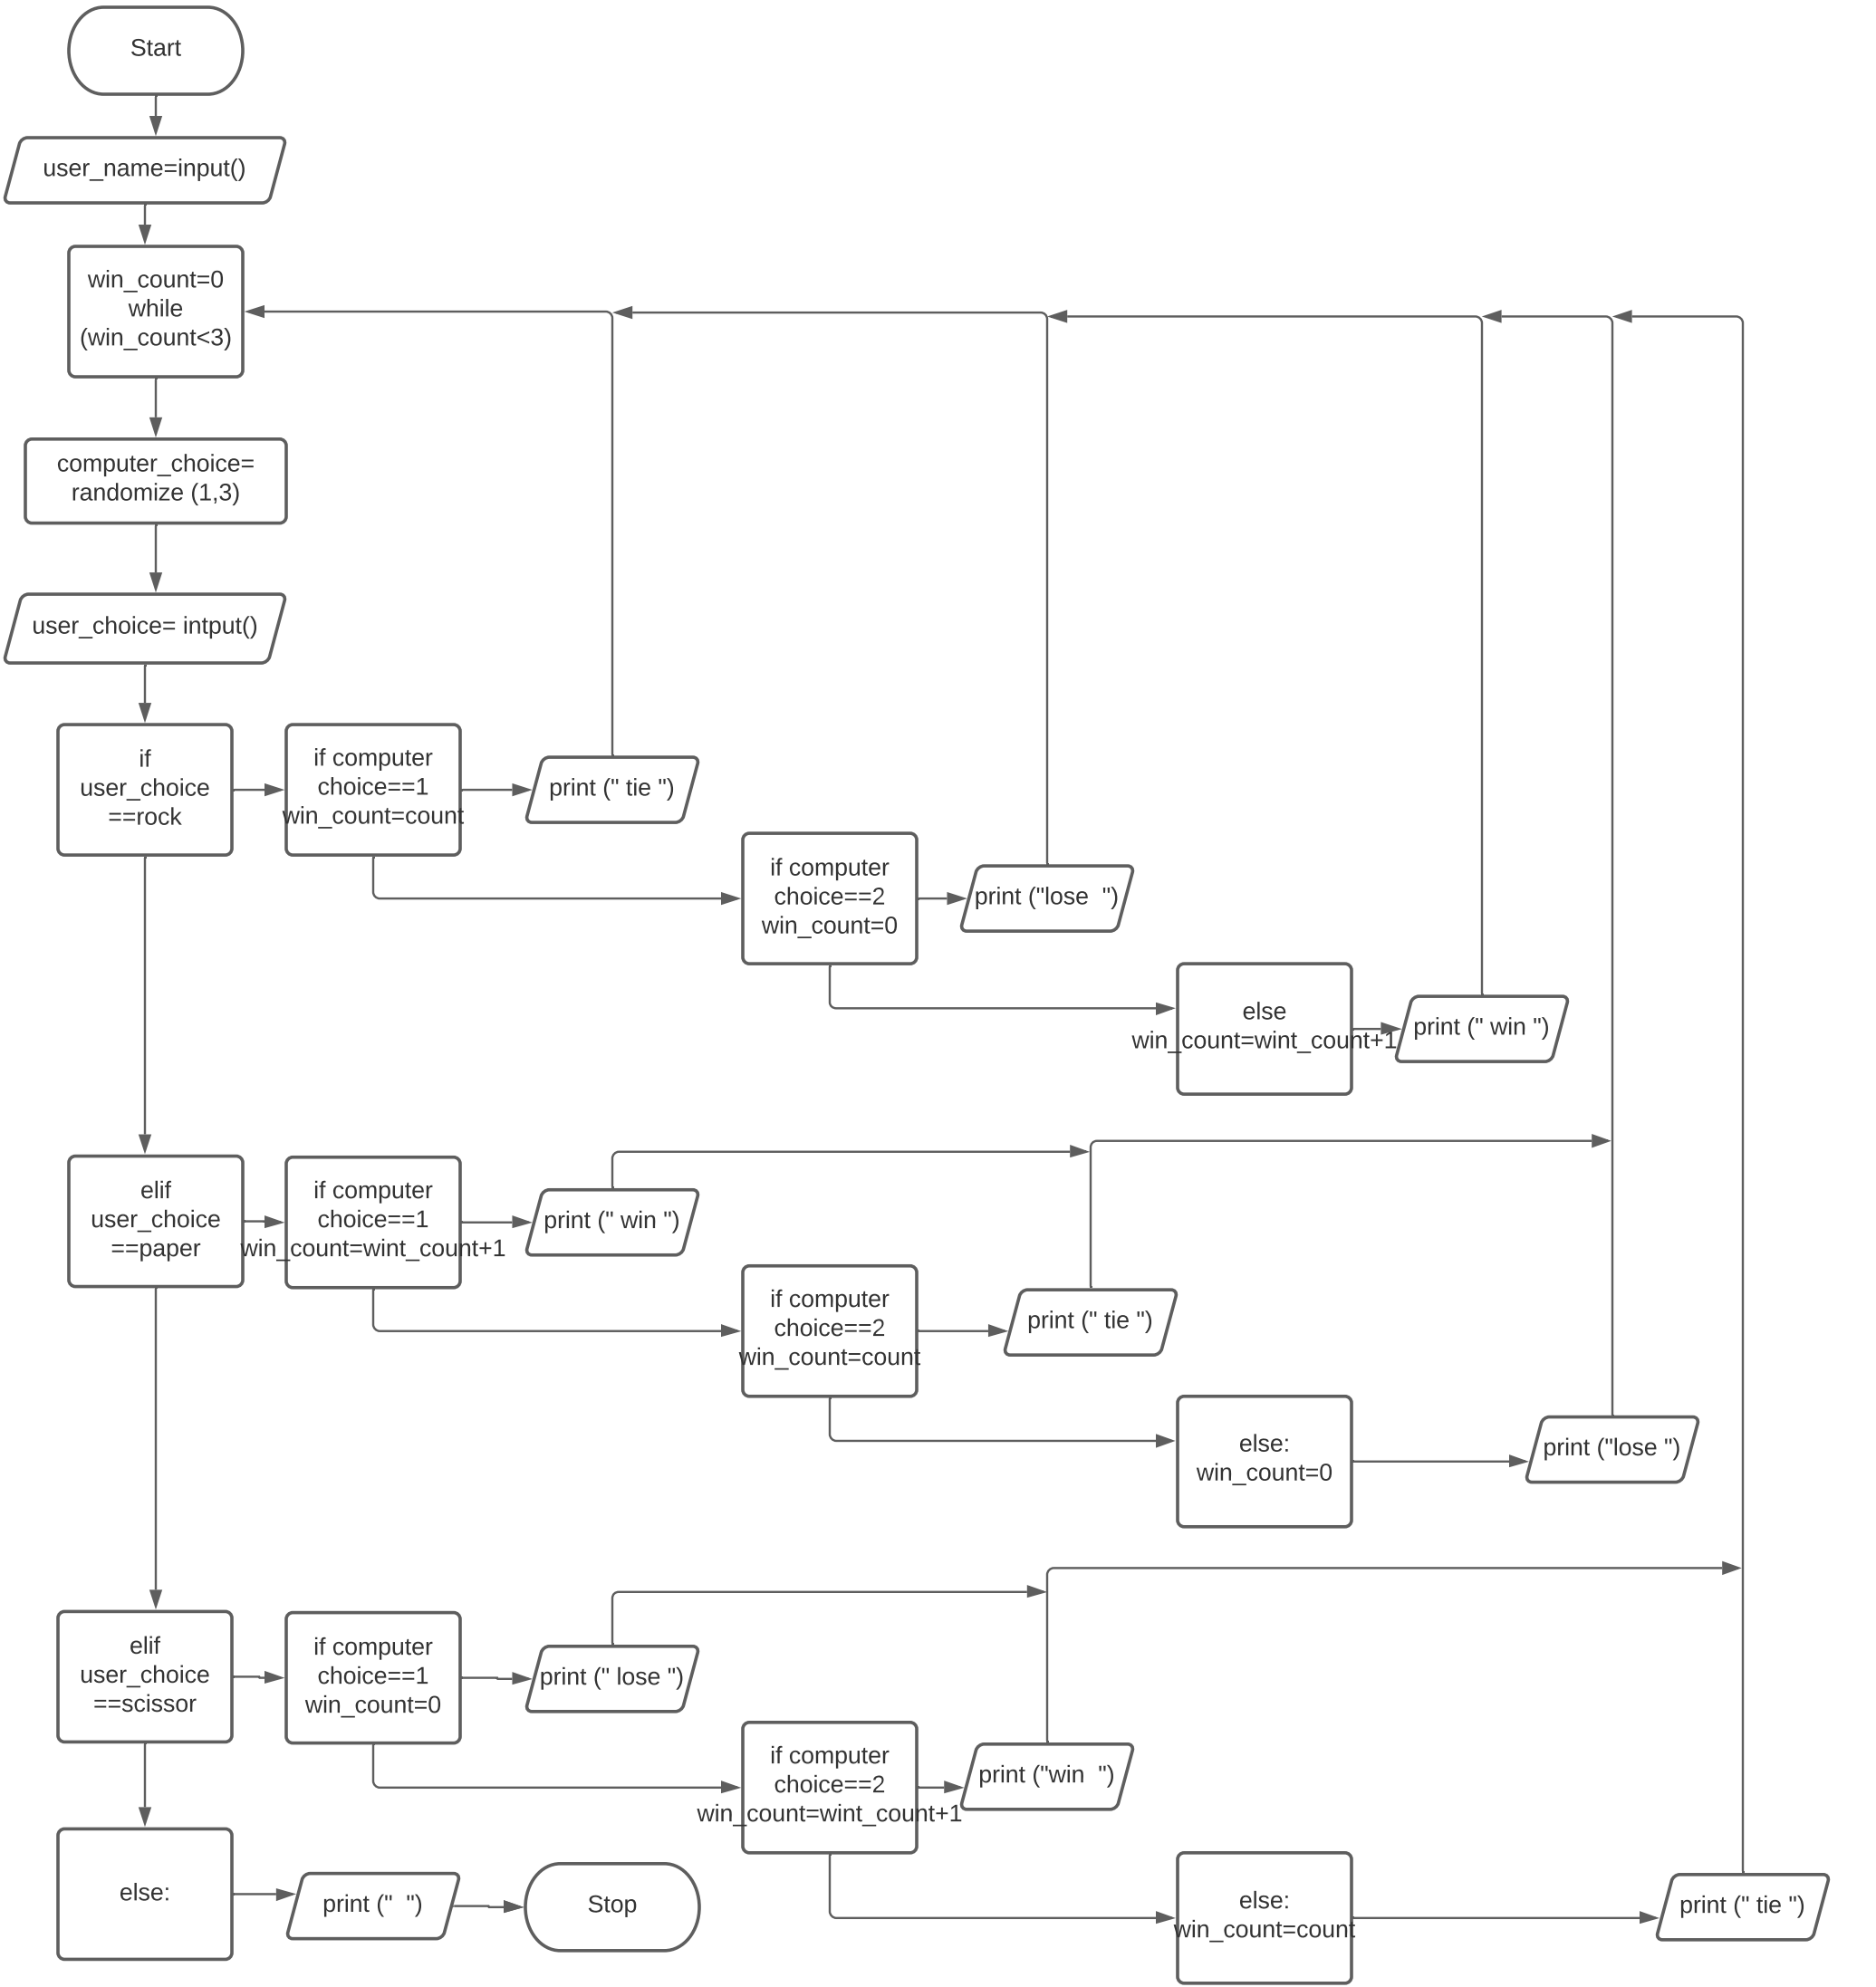 Start
user_name=input()
win_count=0
while
(win_count<3)
computer_choice=
randomize (1,3)
user_choice= intput()
if
user_choice
==rock
if computer
choice==1
win_count=count
print (" tie ")
if computer
choice==2
win_count=0
print ("lose  ")
else
win_count=wint_count+1
print (" win ")
elif
user_choice
==paper
if computer
choice==1
win_count=wint_count+1
print (" win ")
if computer
choice==2
win_count=count
print (" tie ")
else:
win_count=0
print ("lose ")
elif
user_choice
==scissor
if computer
choice==1
win_count=0
print (" lose ")
if computer
choice==2
win_count=wint_count+1
print ("win  ")
else:
win_count=count
print (" tie ")
else:
print ("  ")
Stop